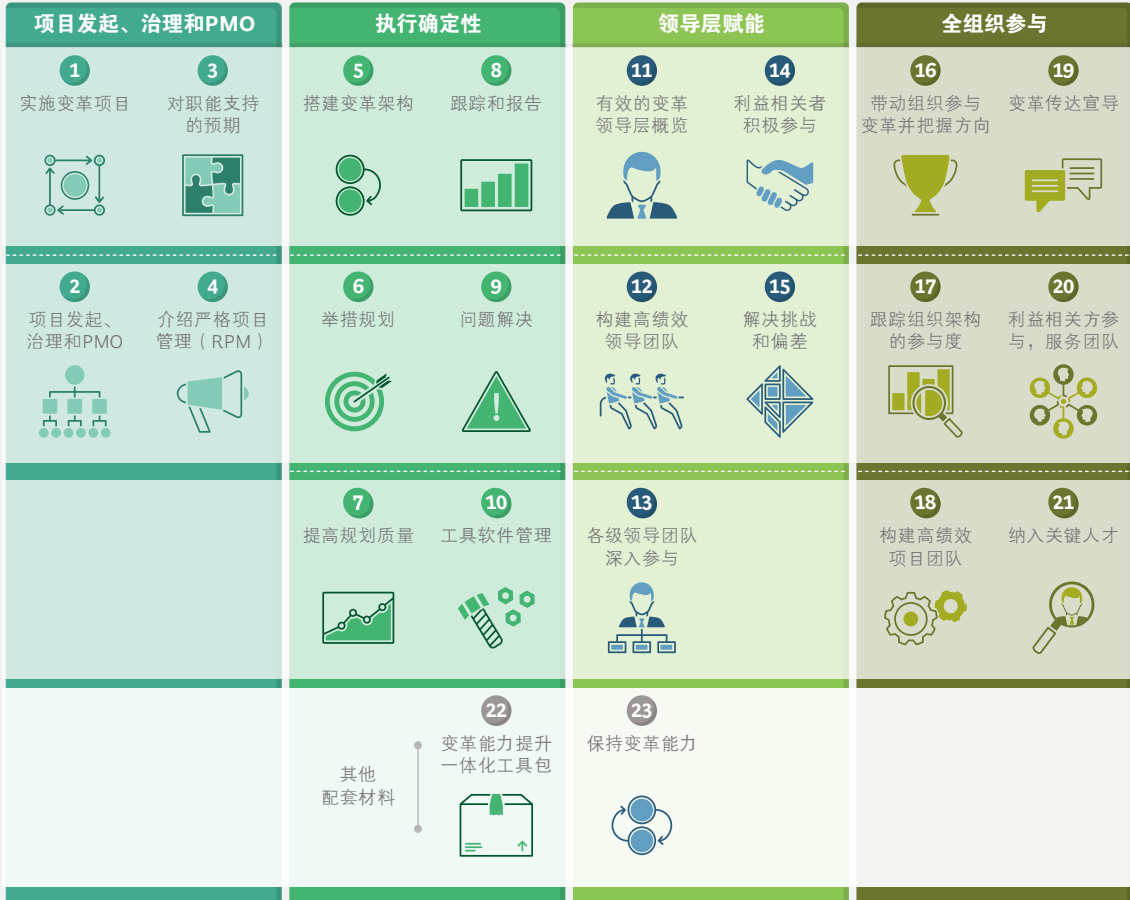 项目发起、治理和PMO
1
实施变革项目
3
对职能支持
的预期
2
项目发起、
治理和PMO
4
介绍严格项目
管理（RPM）
执行确定性
5
搭建变革架构
8
跟踪和报告
6
举措规划
9
问题解决
7
提高规划质量
10
工具软件管理
其他
配套材料
22
变革能力提升
一体化工具包
领导层赋能
11
有效的变革
领导层概览
14
利益相关者
积极参与
12
构建高绩效
领导团队
15
解决挑战
和偏差
13
各级领导团队
深入参与
23
保持变革能力
全组织参与
16
带动组织参与
变革并把握方向
19
变革传达宣导
17
跟踪组织架构
的参与度
20
利益相关方参
与，服务团队
18
构建高绩效
项目团队
21
纳入关键人才